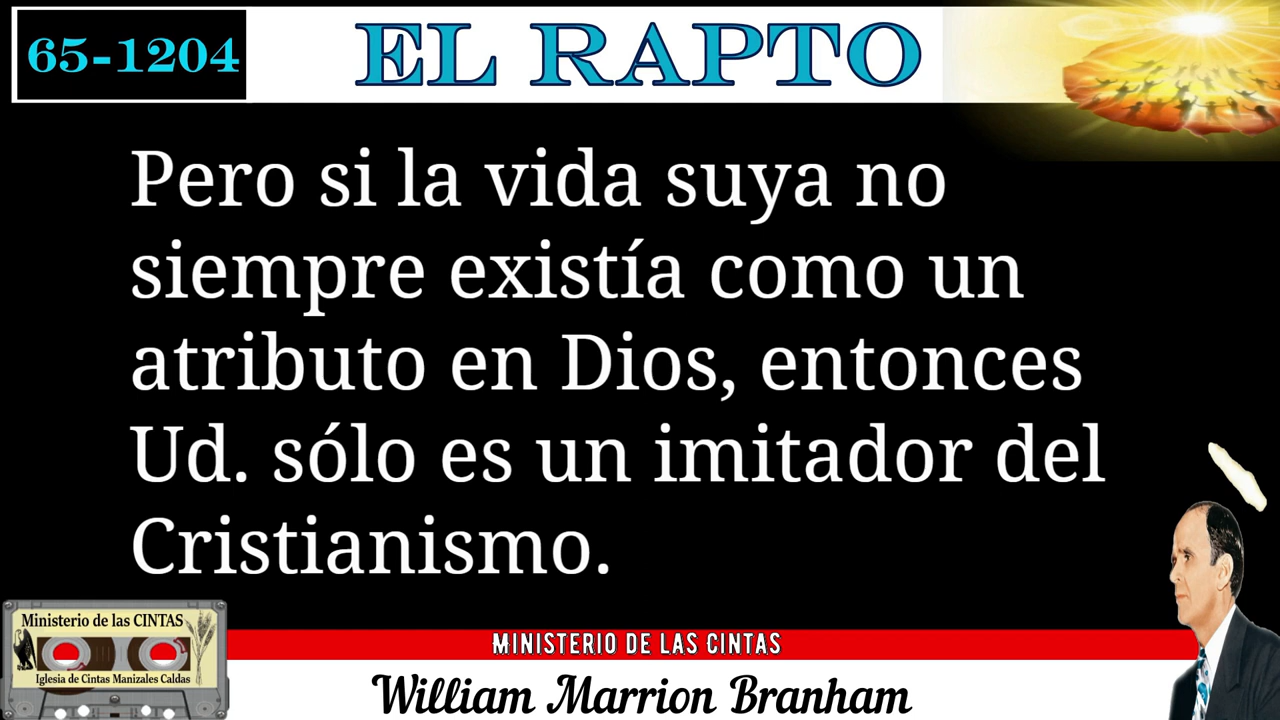 65-1204
EL RAPTO
Pero si la vida suya no
siempre existía como un
atributo en Dios, entonces
Ud. sólo es un imitador del
Cristianismo.
Ministerio de las CINTAS
Iglesia de Cintas Manizales Caldas
MINISTERIO DE LAS CINTAS
William Marrion Branham